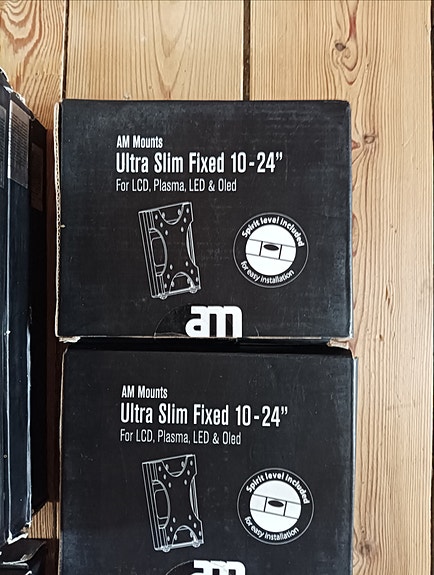 AM Mounts
Ultra Slim Fixed 10-24”
For LCD, Plasma, LED & Oled
Spirit level included
for easy installation
am
AM Mounts
Ultra Slim Fixed 10-24”
For LCD, Plasma, LED & Oled
Spirit level included
for easy installation
am